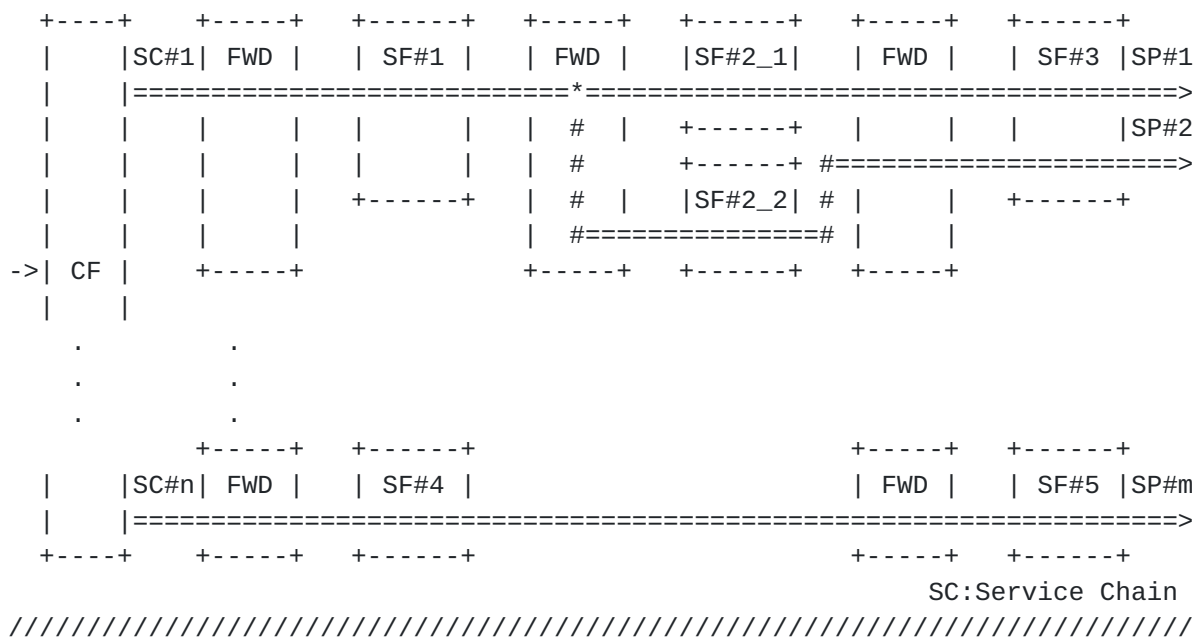 +----+    +-----+   +------+   +-----+   +------+   +-----+   +------+
  |    |SC#1| FWD |   | SF#1 |   | FWD |   |SF#2_1|   | FWD |   | SF#3 |SP#1
  |    |============================*======================================>
  |    |    |     |   |      |   |  #  |   +------+   |     |   |      |SP#2
  |    |    |     |   |      |   |  #      +------+ #======================>
  |    |    |     |   +------+   |  #  |   |SF#2_2| # |     |   +------+
  |    |    |     |              |  #===============# |     |
->| CF |    +-----+              +-----+   +------+   +-----+
  |    |
    .         .
    .         .
    .         .
            +-----+   +------+                        +-----+   +------+
  |    |SC#n| FWD |   | SF#4 |                        | FWD |   | SF#5 |SP#m
  |    |===================================================================>
  +----+    +-----+   +------+                        +-----+   +------+
                                                           SC:Service Chain
////////////////////////////////////////////////////////////////////////////